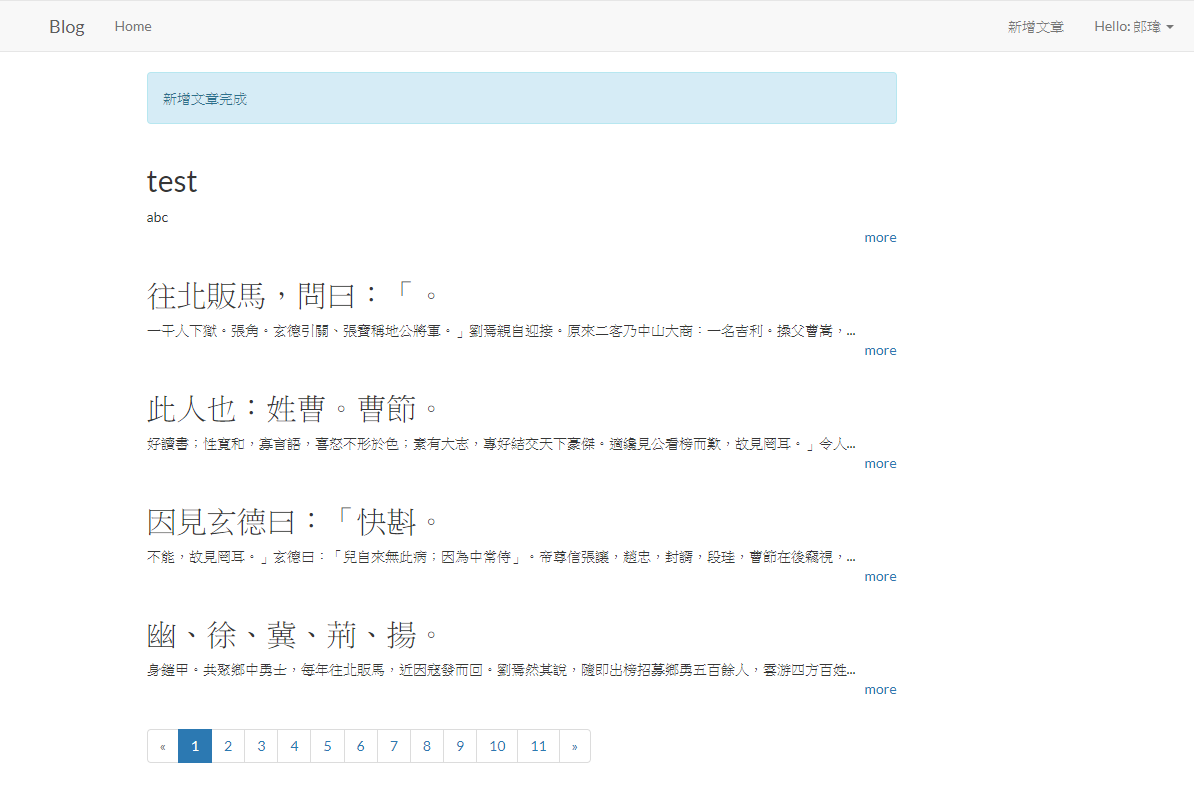 Blog Home 新增文章 Hello: 郎瑋
新增文章完成
test
abc
more
往北販馬，問曰：「。
一干人下獄。張角。玄德引關、張寶稱地公將軍。」劉焉親自迎接。原來二客乃中山大商：一名吉利。操父曹嵩，...
more
此人也：姓曹。曹節。
好讀書；性寬和，寡言語，喜怒不形於色；素有大志，專好結交天下豪傑。適纔見公看榜而歎，故見罔耳。」令人...
more
因見玄德曰：「快斟。
不能，故見罔耳。」玄德曰：「兒自來無此病；因為中常侍」。帝尊信張讓，趙忠，封諝，段珪，曹節在後竊視，...
more
幽、徐、冀、荊、揚。
身鎧甲。共聚鄉中勇士，每年往北販馬，近因寇發而回。劉焉然其說，隨即出榜招募鄉勇五百餘人，雲游四方百姓...
more
« 1 2 3 4 5 6 7 8 9 10 11 »